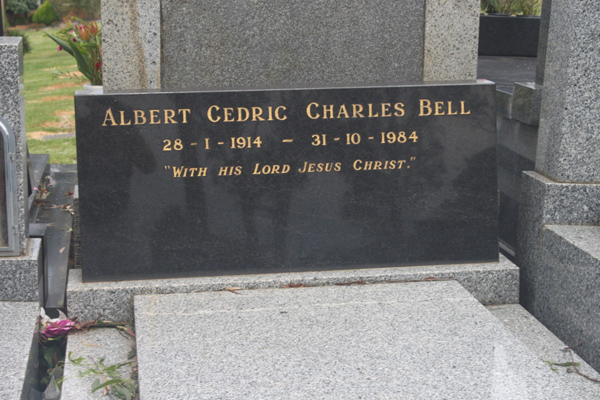 Albert Cedric Charles Bell
28 - 1 - 1914 - 31 - 10 - 1984
"With his Lord Jesus Christ."